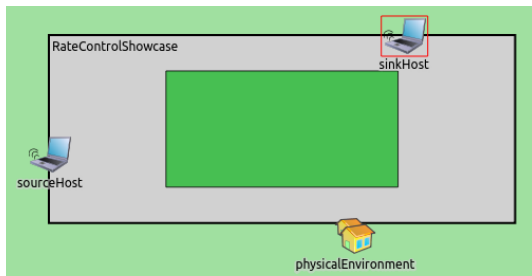 RateControlShowcase
sinkHost
sourceHost
physicalEnvironment